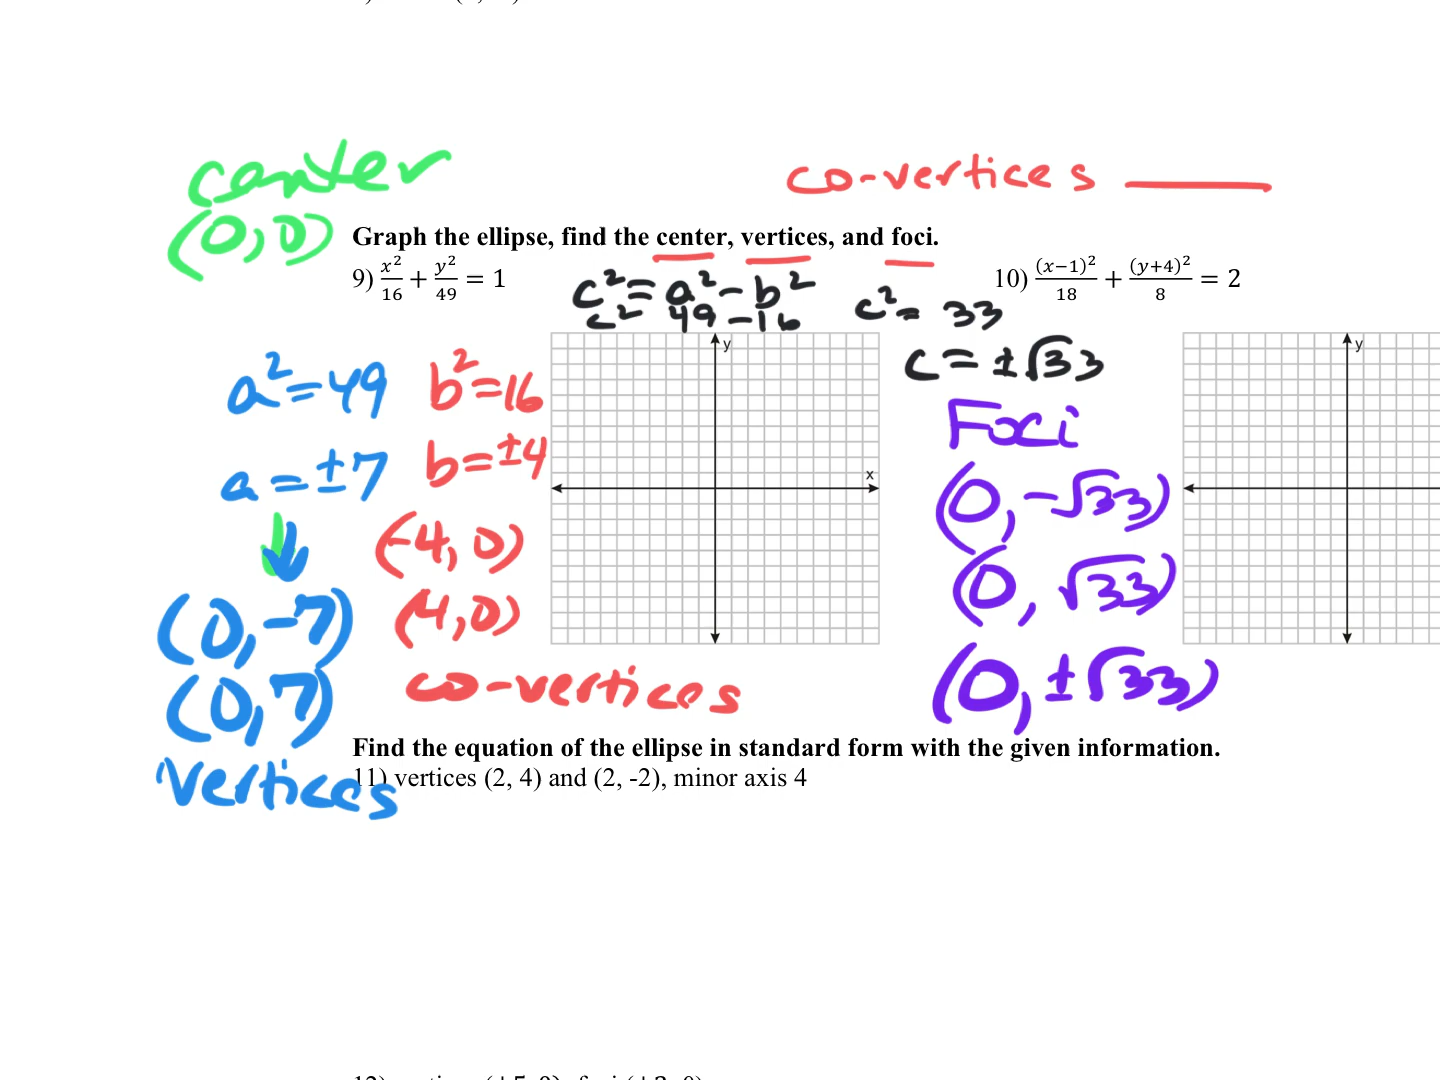 center
(0,0)
co-vertices ____
Graph the ellipse, find the center, vertices, and foci.
9) x²/16 + y²/49 = 1
10) (x−1)²/18 + (y+4)²/8 = 2
c² = a² − b²
c² 49 − 16
c² = 33
c = ±√33
y
x
y
a² = 49
a = ±7
(0, −7)
(0, 7)
vertices
b² = 16
b = ±4
(−4, 0)
(4, 0)
co-vertices
Foci
(0, −√33)
(0, √33)
(0, ±√33)
Find the equation of the ellipse in standard form with the given information.
11) vertices (2, 4) and (2, -2), minor axis 4